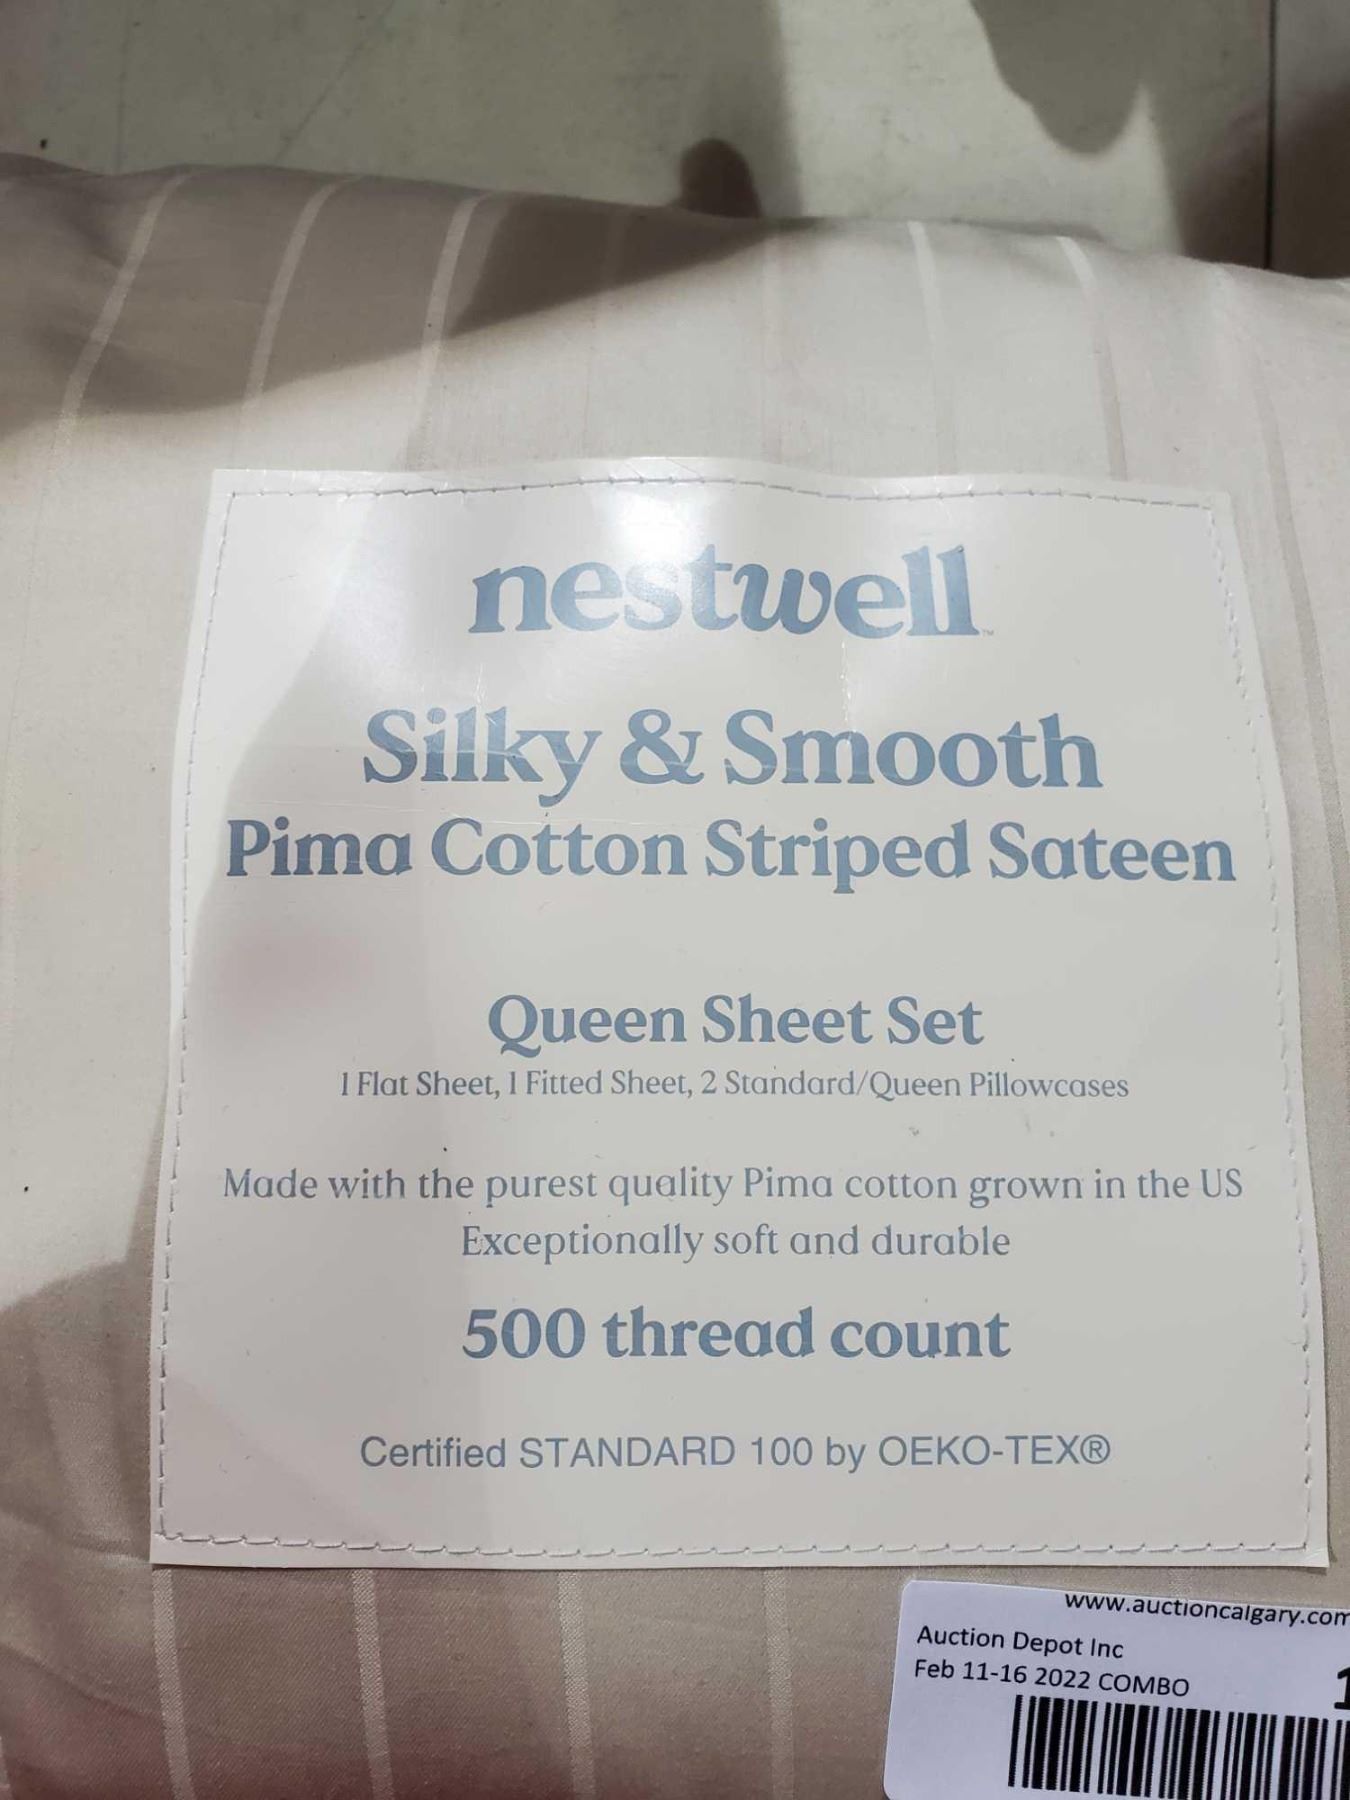 nestwell™
Silky & Smooth
Pima Cotton Striped Sateen
Queen Sheet Set
1 Flat Sheet, 1 Fitted Sheet, 2 Standard/Queen Pillowcases
Made with the purest quality Pima cotton grown in the US
Exceptionally soft and durable
500 thread count
Certified STANDARD 100 by OEKO-TEX®
www.auctioncalgary.com
Auction Depot Inc
Feb 11-16 2022 COMBO